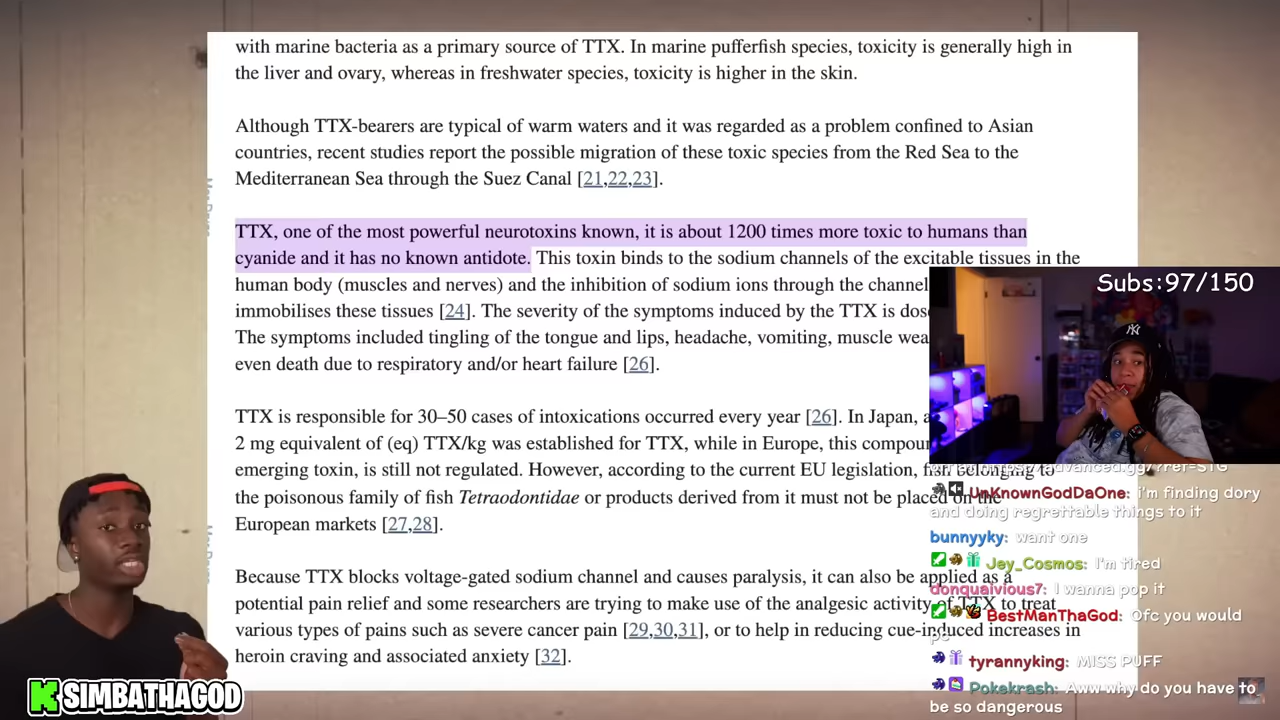 with marine bacteria as a primary source of TTX. In marine pufferfish species, toxicity is generally high in
the liver and ovary, whereas in freshwater species, toxicity is higher in the skin.
Although TTX-bearers are typical of warm waters and it was regarded as a problem confined to Asian
countries, recent studies report the possible migration of these toxic species from the Red Sea to the
Mediterranean Sea through the Suez Canal [21,22,23].
TTX, one of the most powerful neurotoxins known, it is about 1200 times more toxic to humans than
cyanide and it has no known antidote. This toxin binds to the sodium channels of the excitable tissues in the
human body (muscles and nerves) and the inhibition of sodium ions through the channel
immobilises these tissues [24]. The severity of the symptoms induced by the TTX is
The symptoms included tingling of the tongue and lips, headache, vomiting, muscle
even death due to respiratory and/or heart failure [26].
TTX is responsible for 30–50 cases of intoxications occurred every year [26]. In Japan,
2 mg equivalent of (eq) TTX/kg was established for TTX, while in Europe, this
emerging toxin, is still not regulated. However, according to the current EU legislation, fish belonging to
the poisonous family of fish Tetraodontidae or products derived from it must not be placed on the
European markets [27,28].
Because TTX blocks voltage-gated sodium channel and causes paralysis, it can also be applied as a
potential pain relief and some researchers are trying to make use of the analgesic activity of TTX to treat
various types of pains such as severe cancer pain [29,30,31], or to help in reducing cue-induced increases in
heroin craving and associated anxiety [32].
Subs:97/150
UnKnownGodDaOne: i'm finding dory
and doing regrettable things to it
bunnyyky: want one
Jey_Cosmos: I'm tired
donquaivious7: I wanna pop it
BestManThaGod: Ofc you would
tyrannyking: MISS PUFF
Pokekrash: Aww why do you have to
be so dangerous
SIMBATHAGOD